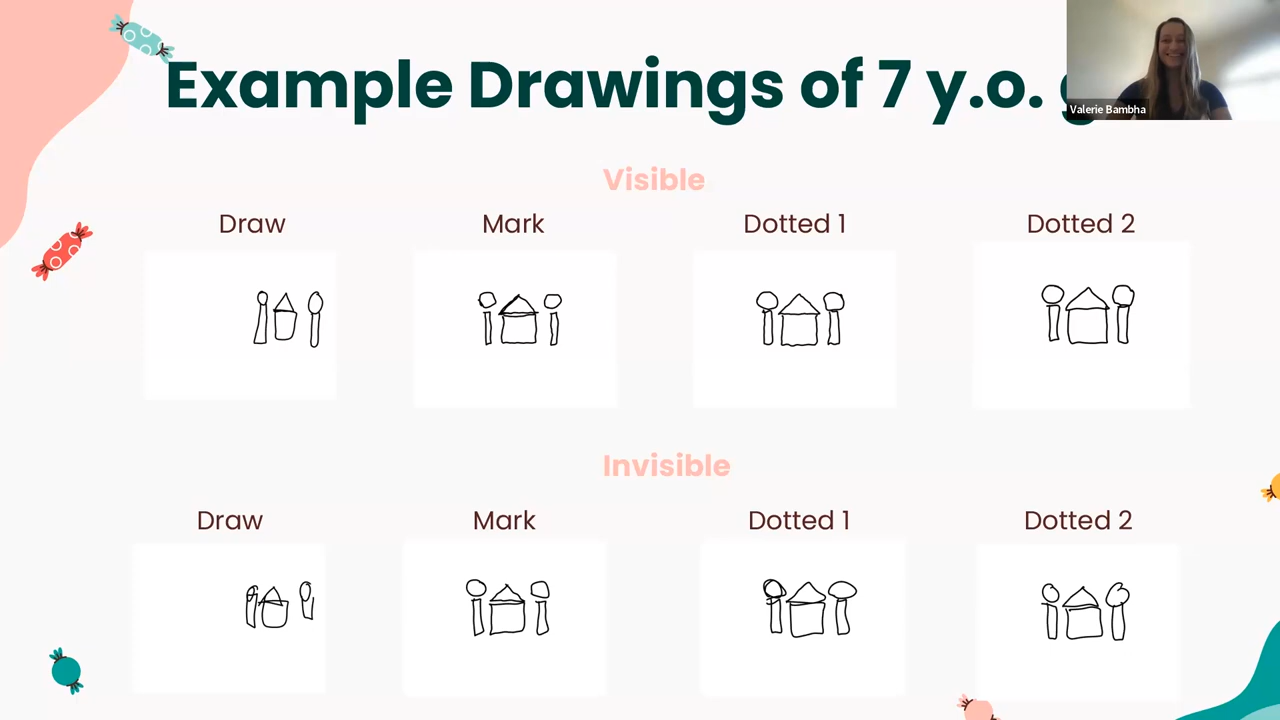 Example Drawings of 7 y.o.
Valerie Bambha
Visible
Draw Mark Dotted 1 Dotted 2
Invisible
Draw Mark Dotted 1 Dotted 2